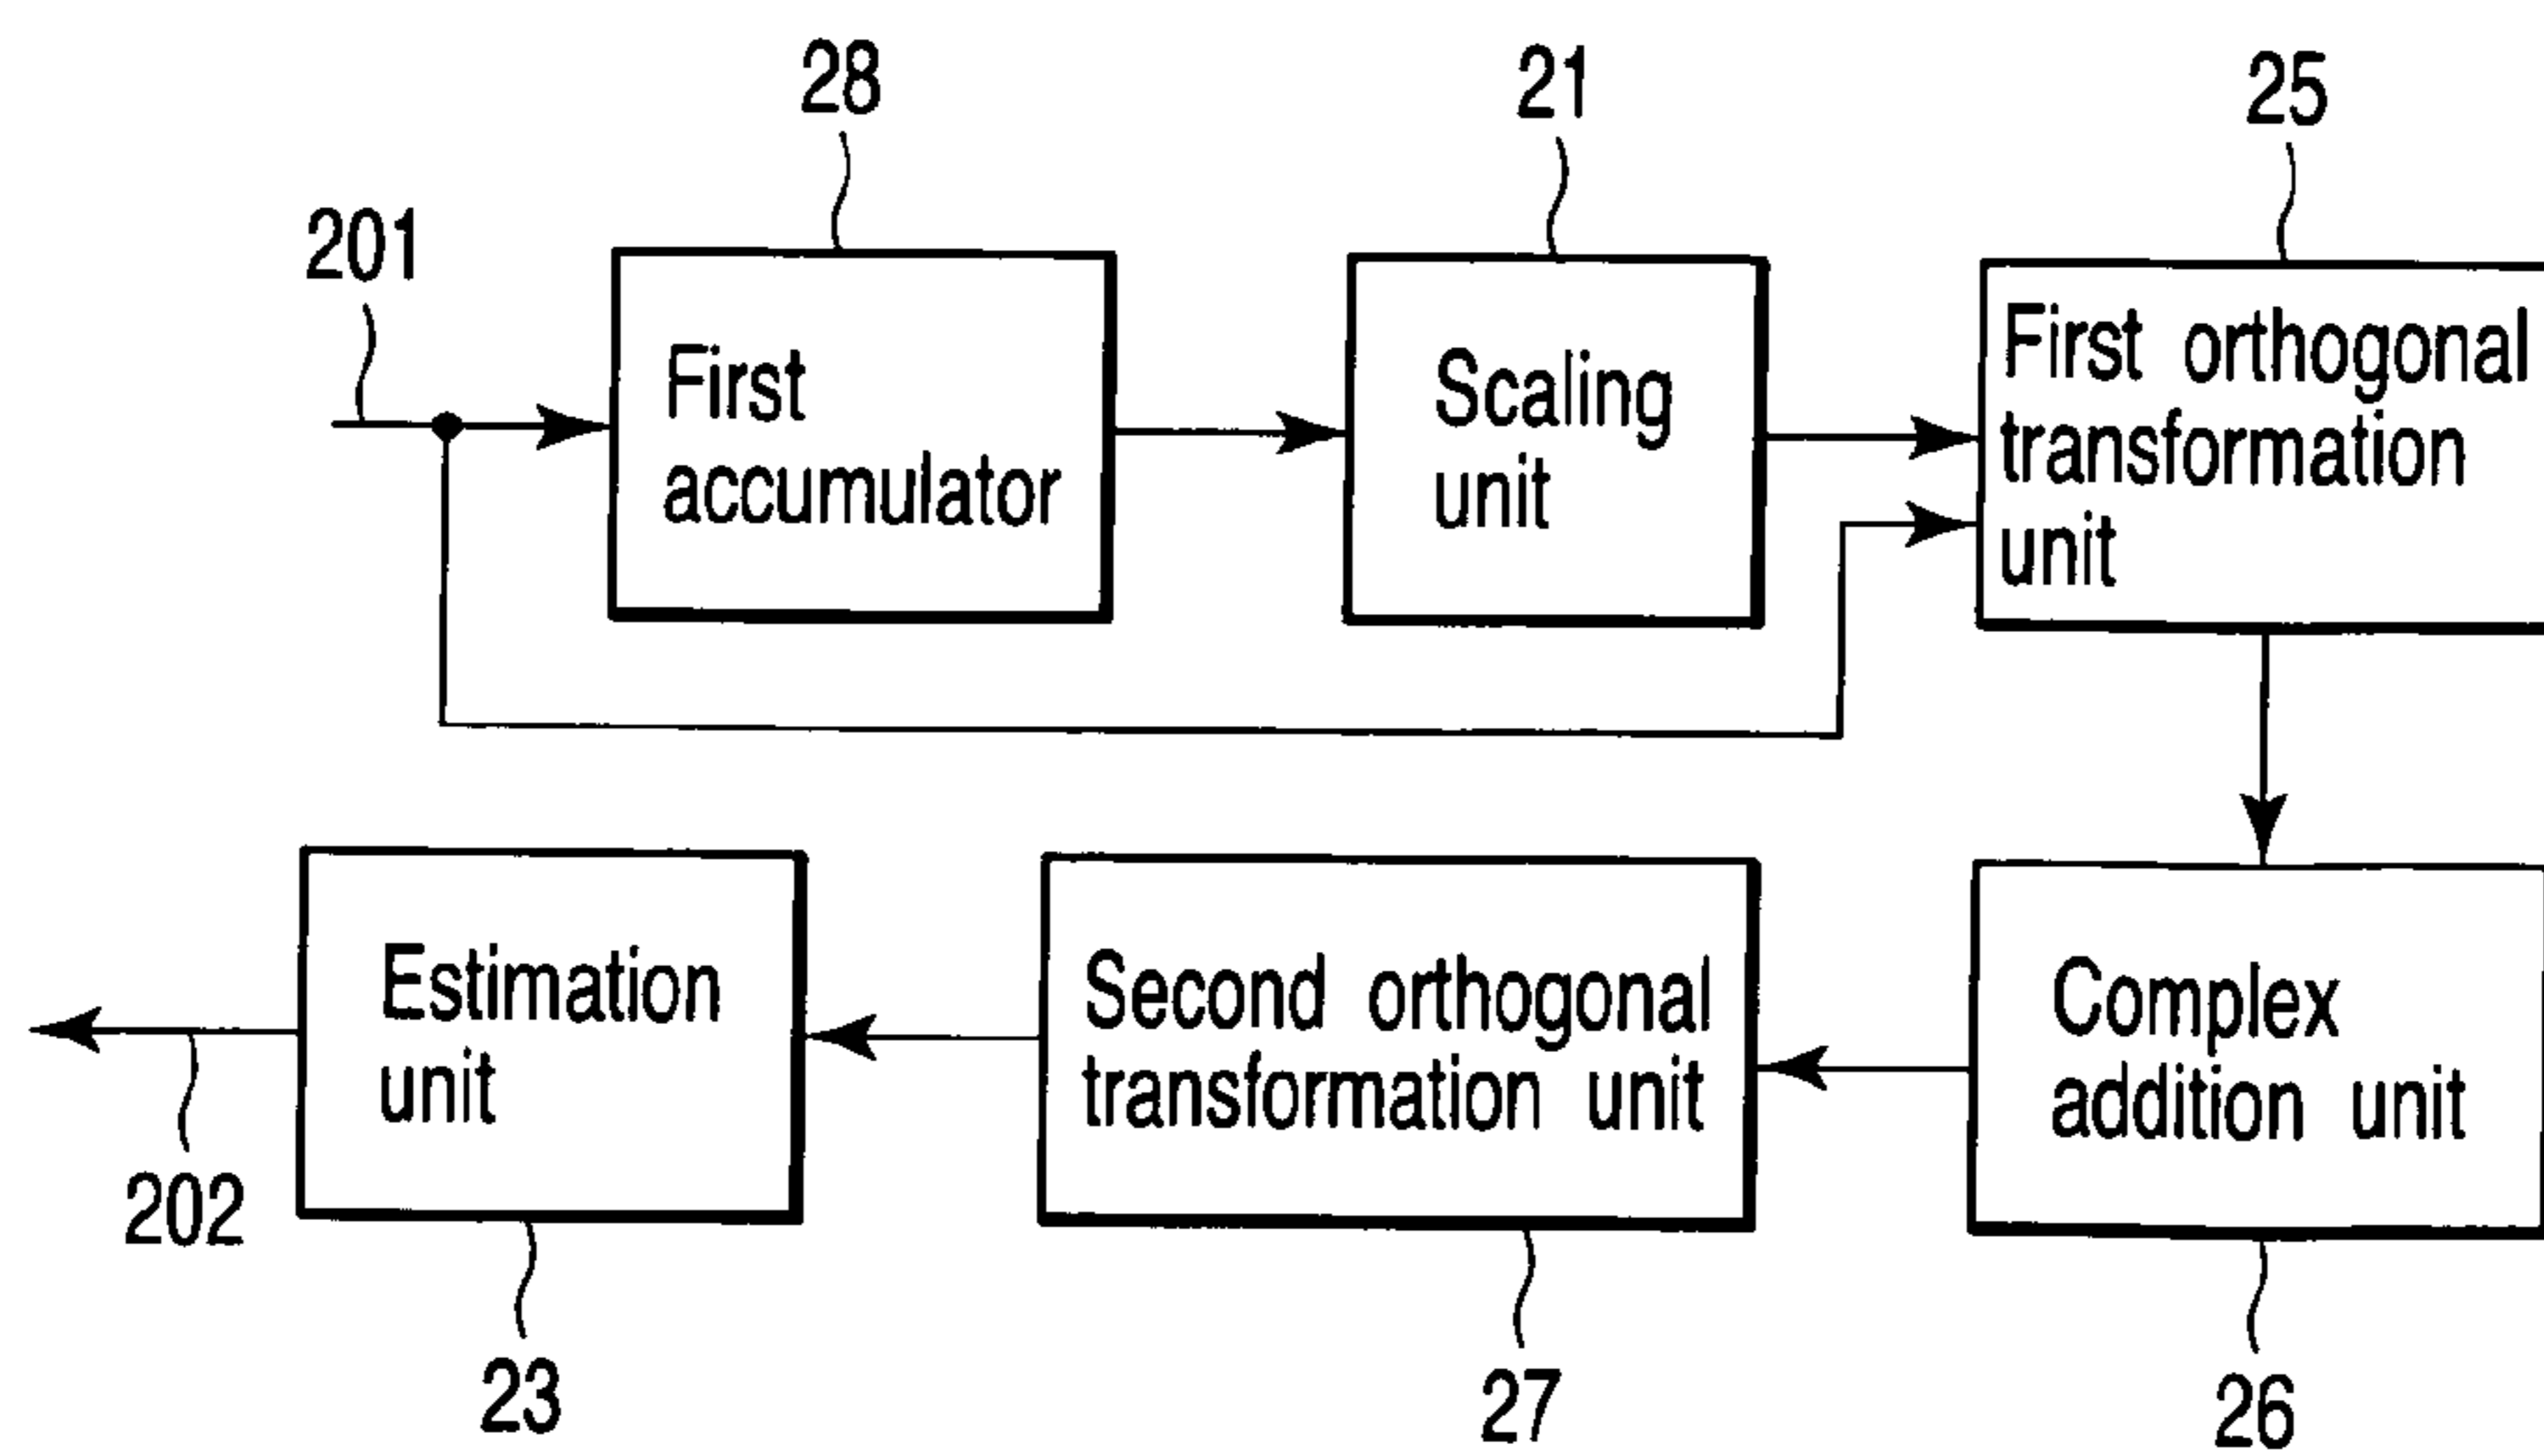 28
21
25
201
First
accumulator
Scaling
unit
First orthogonal
transformation
unit
Estimation
unit
Second orthogonal
transformation unit
Complex
addition unit
202
23
27
26